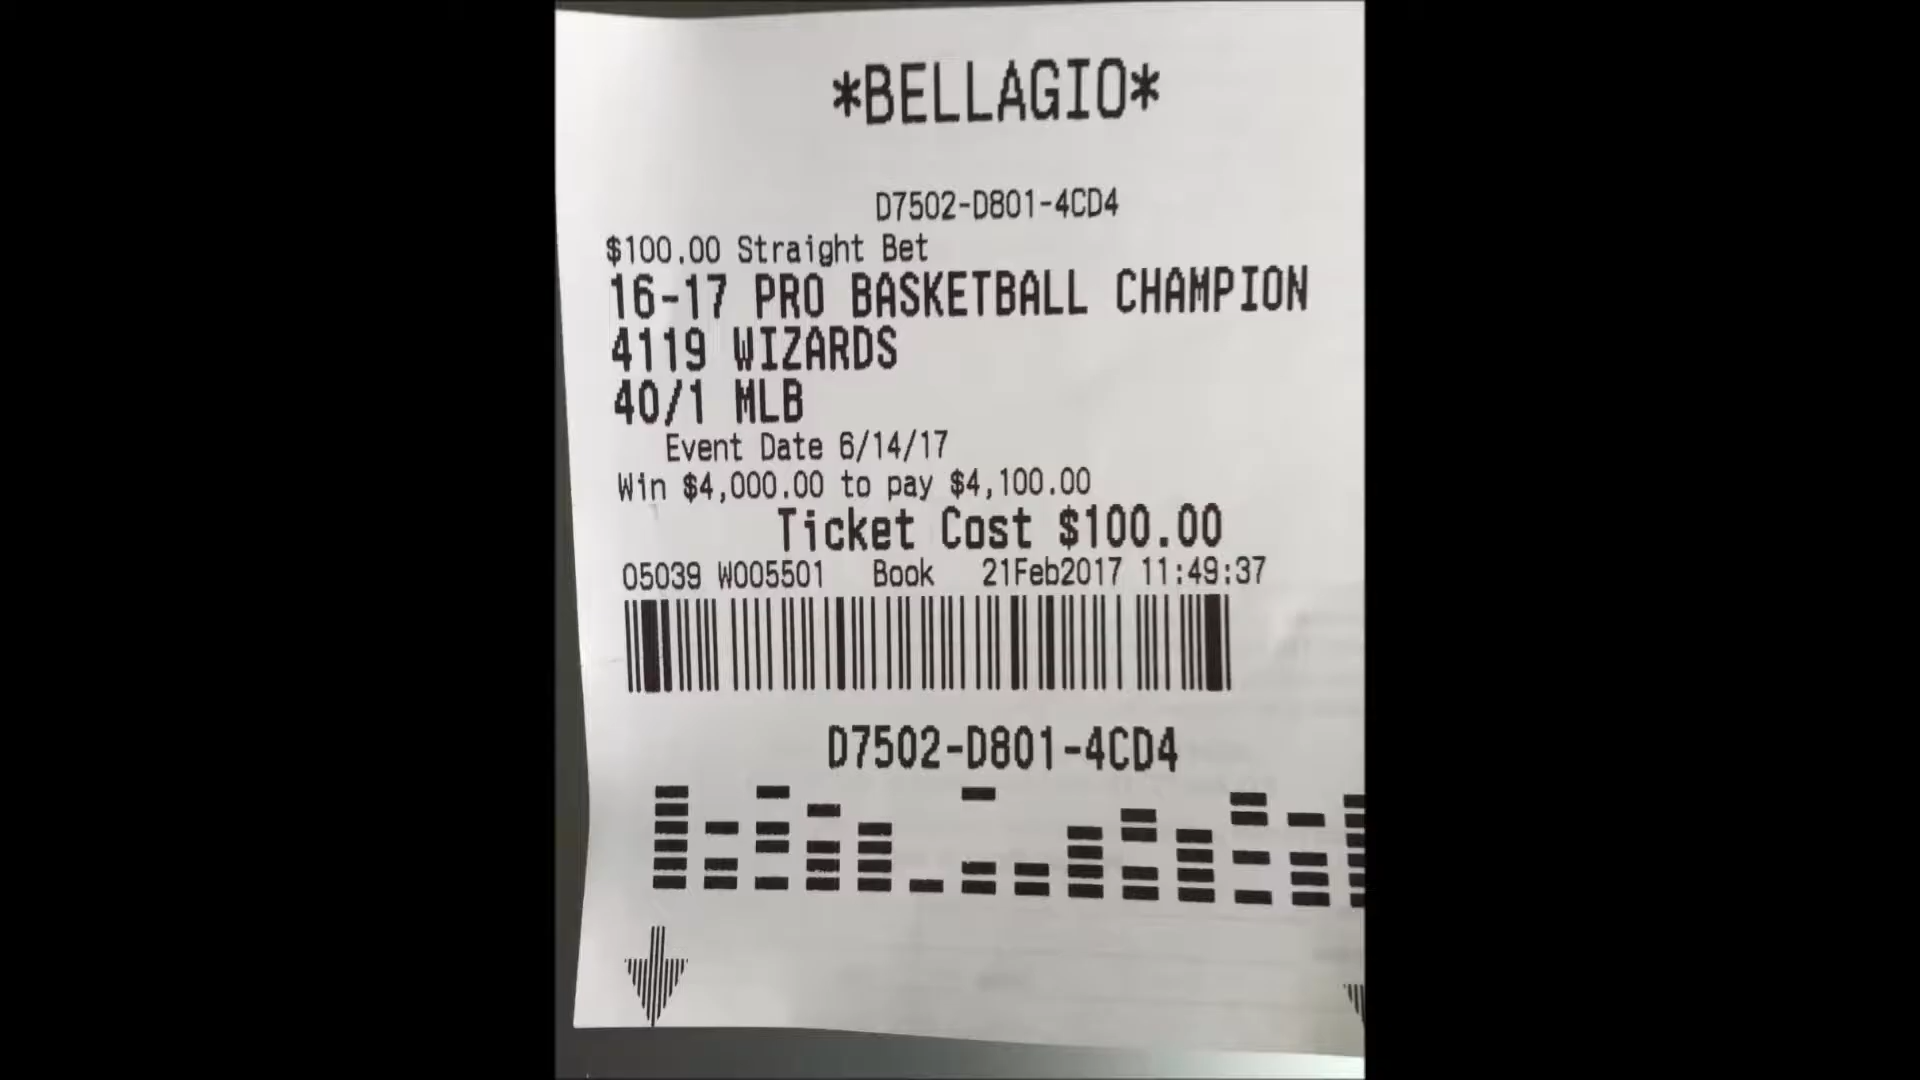 *BELLAGIO*
D7502-D801-4CD4
$100.00 Straight Bet
16-17 PRO BASKETBALL CHAMPION
4119 WIZARDS
40/1 MLB
Event Date 6/14/17
Win $4,000.00 to pay $4,100.00
Ticket Cost $100.00
05039 W005501 Book 21Feb2017 11:49:37
D7502-D801-4CD4